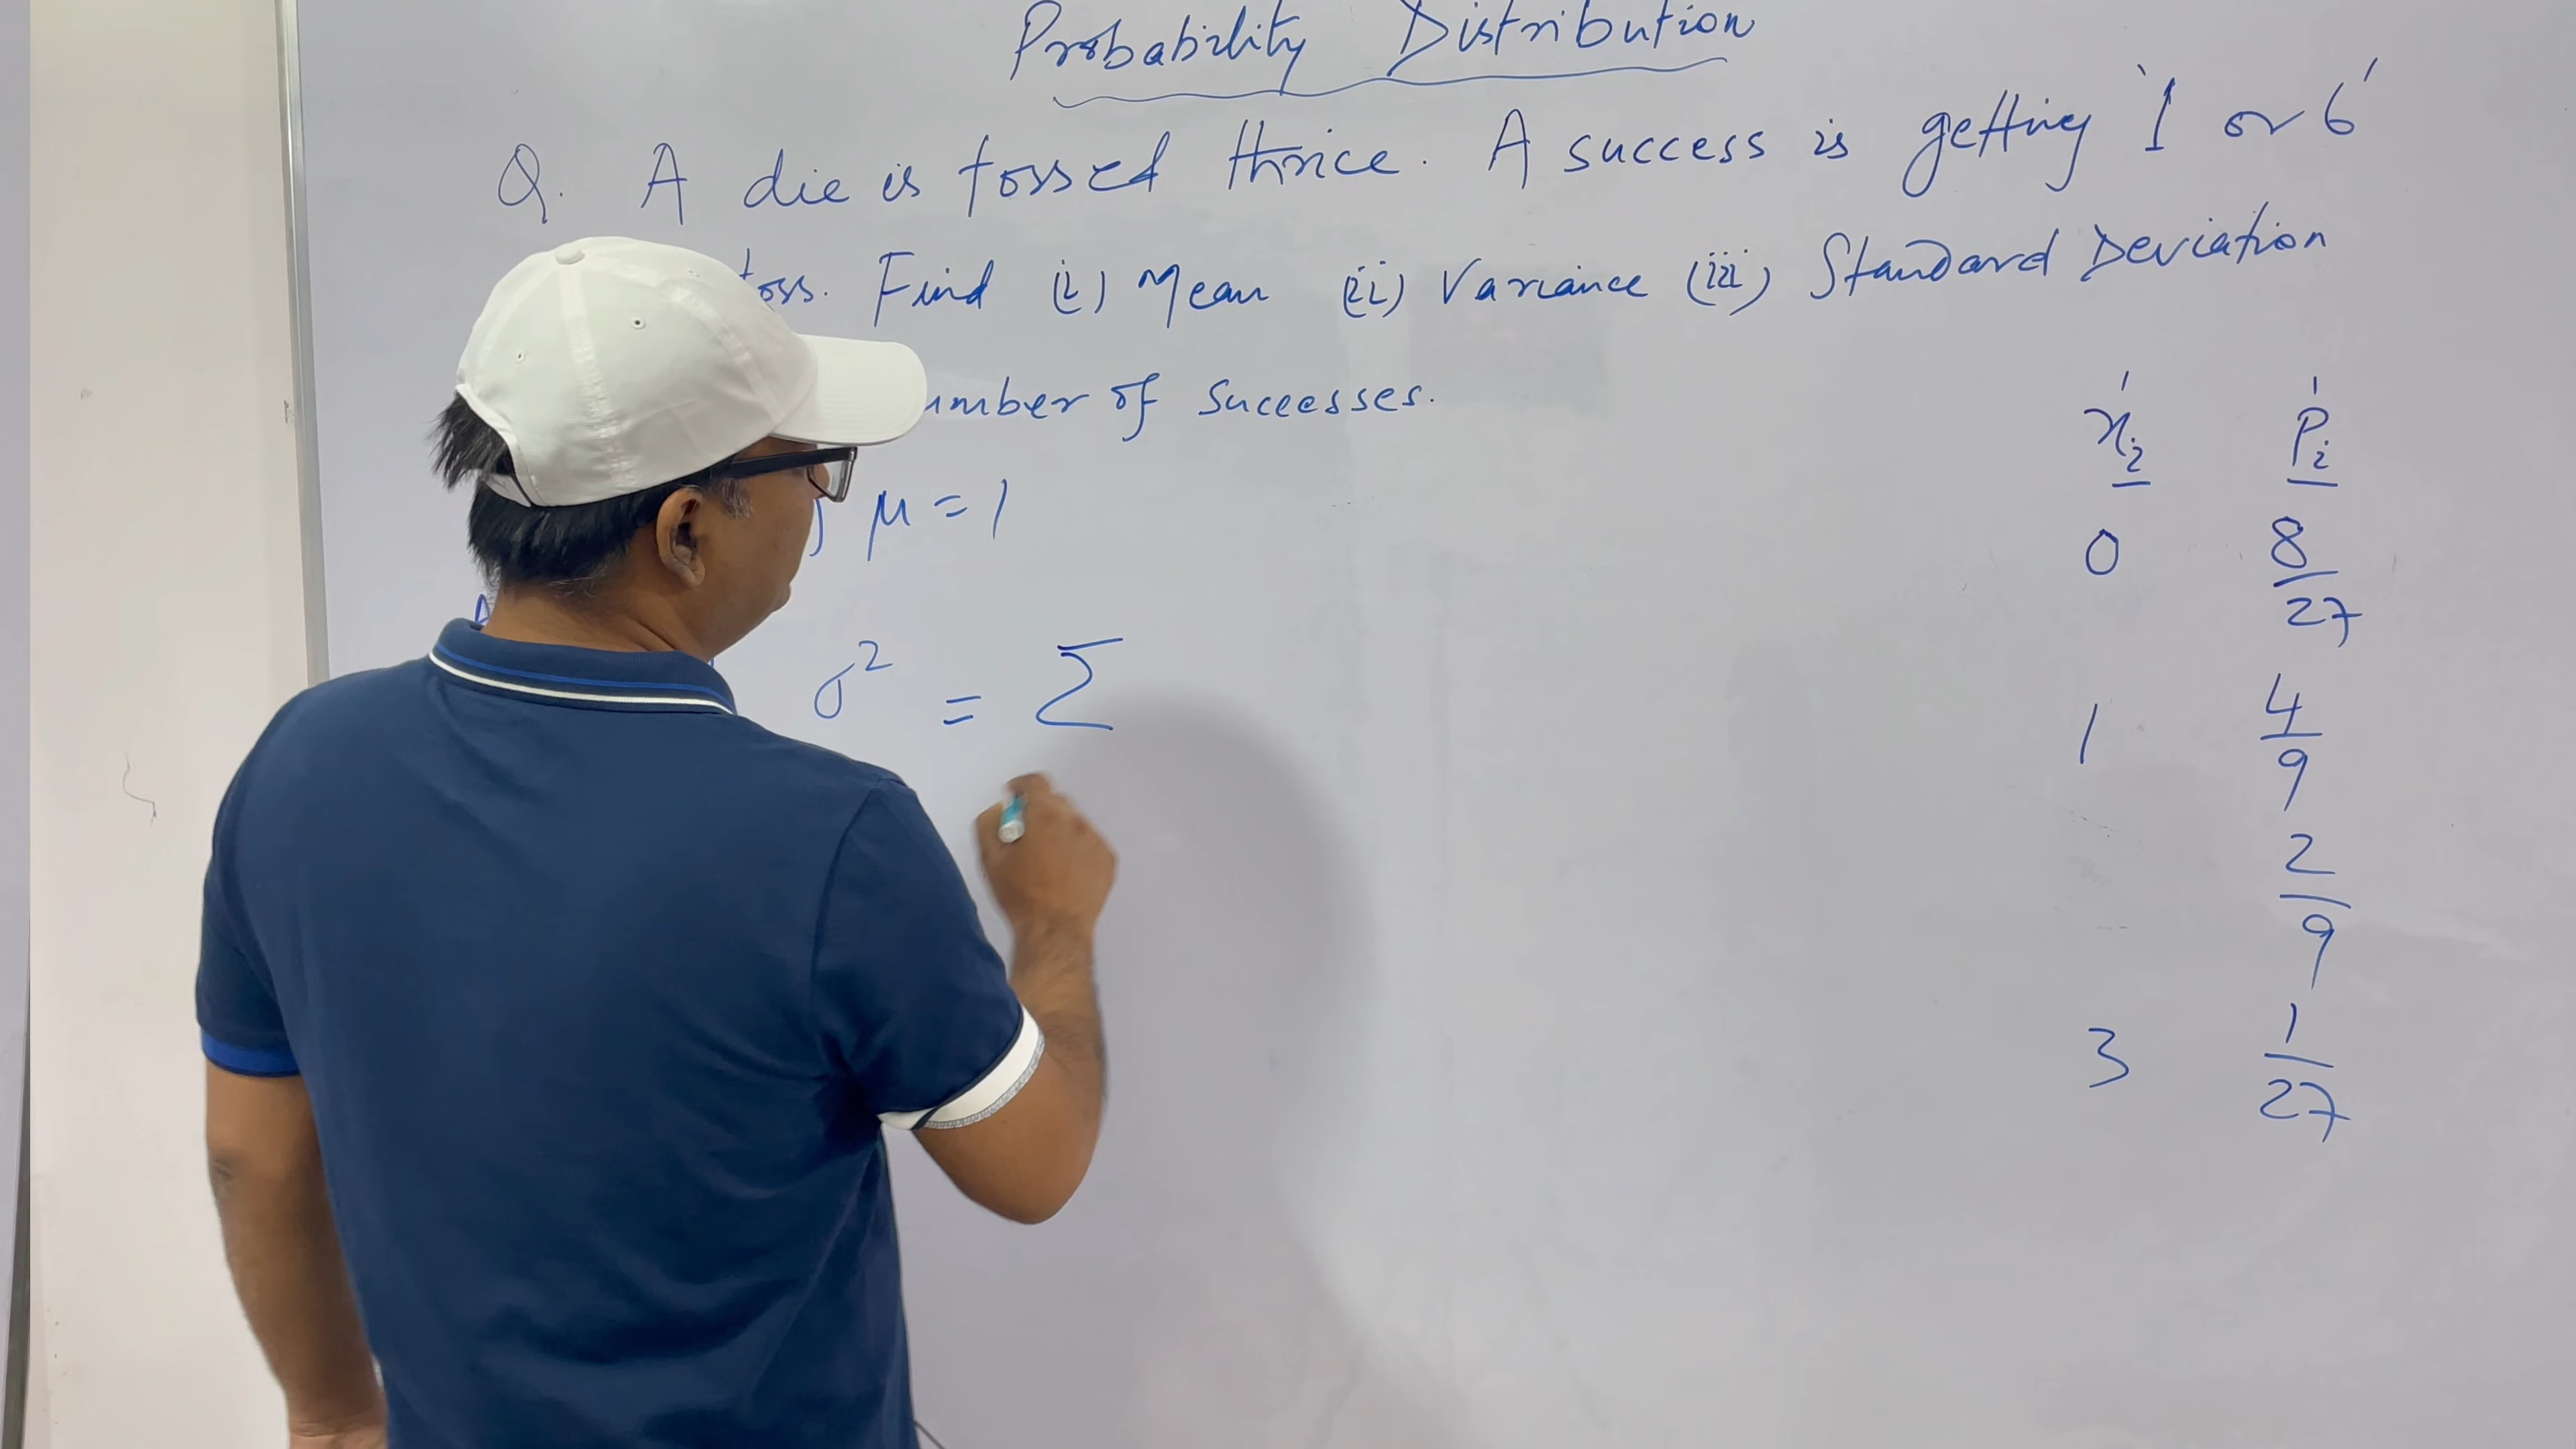 Probability Distribution
Q. A die is tossed thrice. A success is getting '1 or 6'
toss. Find (i) Mean (ii) Variance (iii) Standard Deviation
number of successes.
μ = 1
σ² = Σ
xi pi
0 8/27
1 4/9
2/9
3 1/27